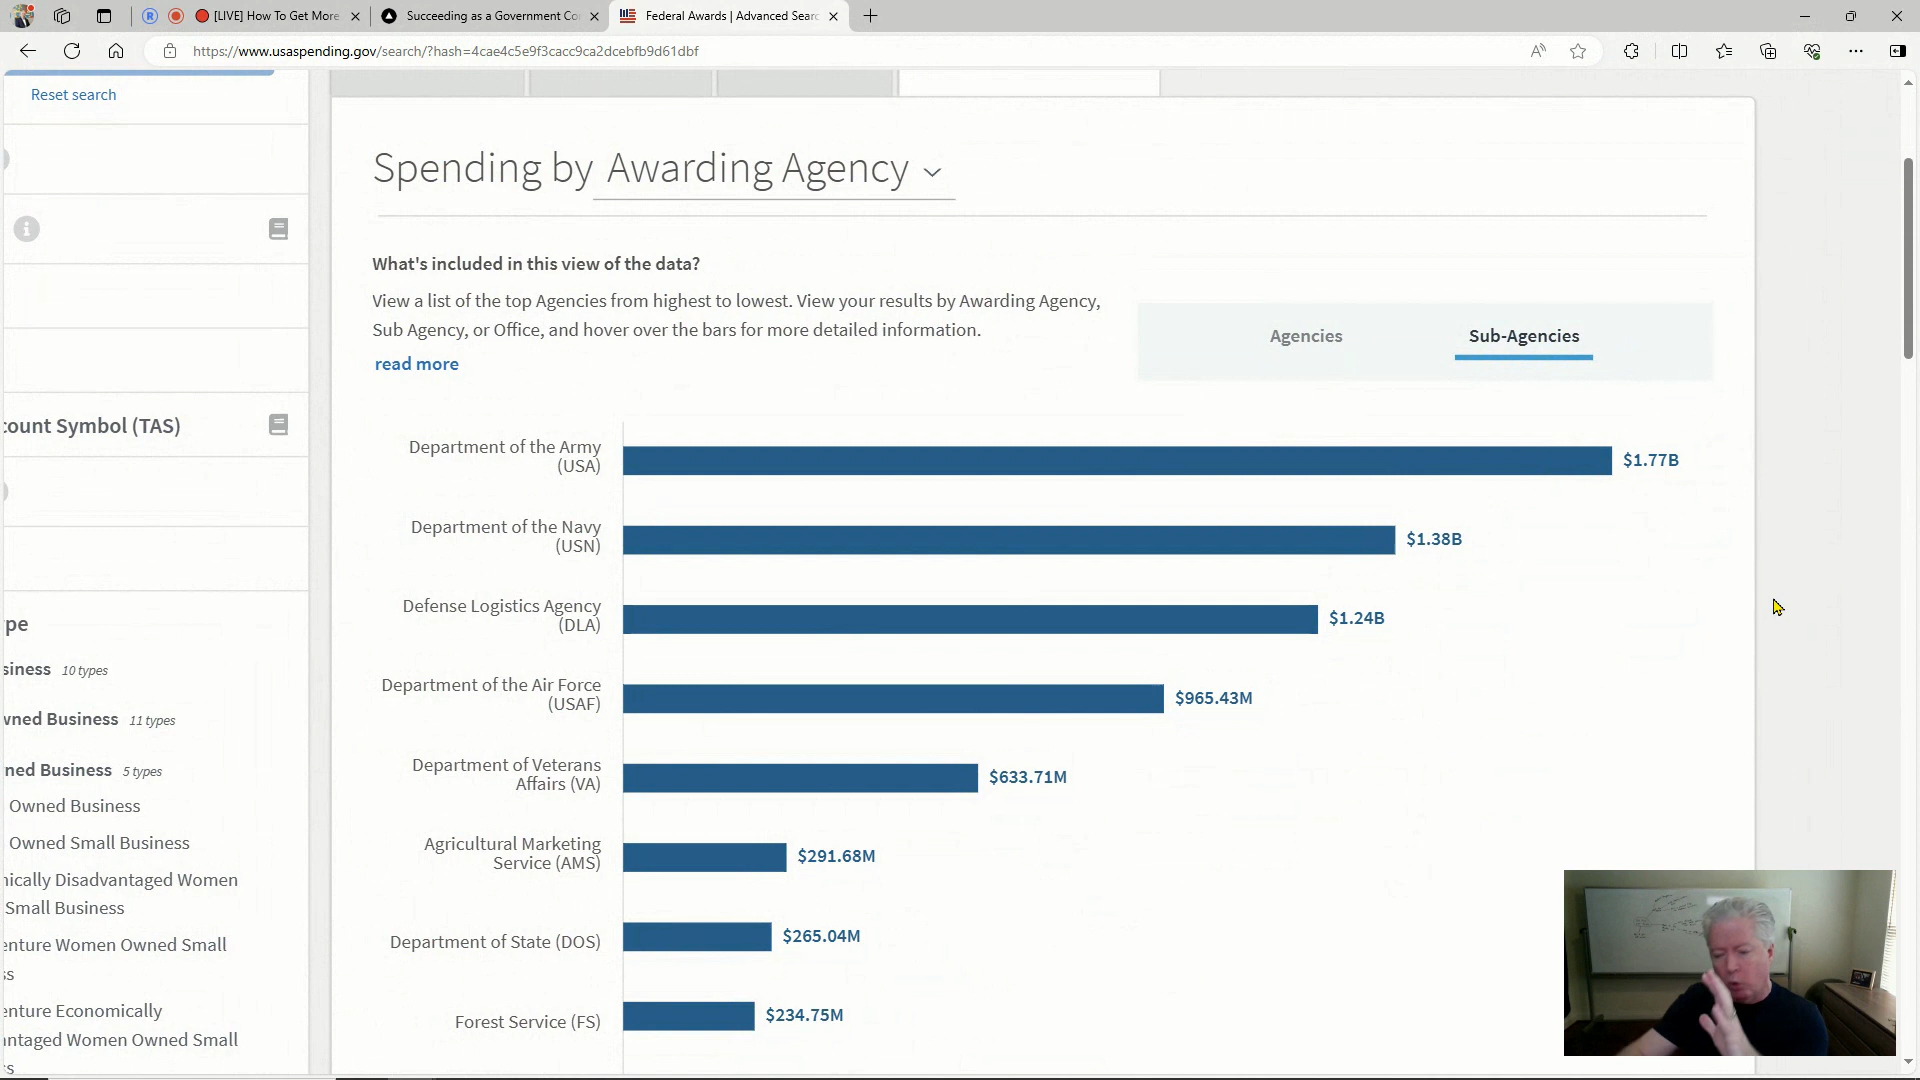 [LIVE] How To Get More
Succeeding as a Government Co
Federal Awards | Advanced Searc
https://www.usaspending.gov/search/?hash=4cae4c5e9f3cacc9ca2dcebfb9d61dbf
Reset search
count Symbol (TAS)
pe
siness 10 types
wned Business 11 types
ned Business 5 types
Owned Business
Owned Small Business
nically Disadvantaged Women
Small Business
enture Women Owned Small
ss
enture Economically
antaged Women Owned Small
ss
Spending by Awarding Agency
What's included in this view of the data?
View a list of the top Agencies from highest to lowest. View your results by Awarding Agency,
Sub Agency, or Office, and hover over the bars for more detailed information.
read more
Agencies
Sub-Agencies
Department of the Army
(USA)
$1.77B
Department of the Navy
(USN)
$1.38B
Defense Logistics Agency
(DLA)
$1.24B
Department of the Air Force
(USAF)
$965.43M
Department of Veterans
Affairs (VA)
$633.71M
Agricultural Marketing
Service (AMS)
$291.68M
Department of State (DOS)
$265.04M
Forest Service (FS)
$234.75M